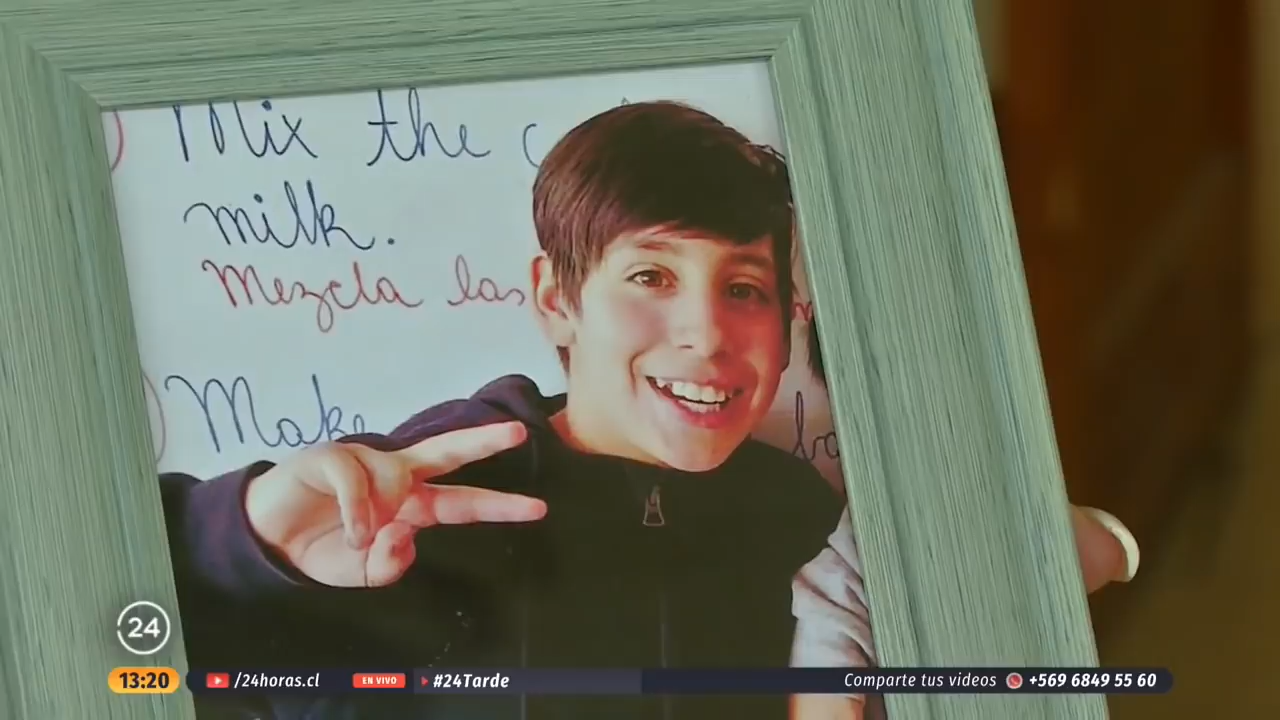 Mix the
milk.
Mezcla las
Make
24
13:20 /24horas.cl EN VIVO #24Tarde Comparte tus videos +569 6849 55 60